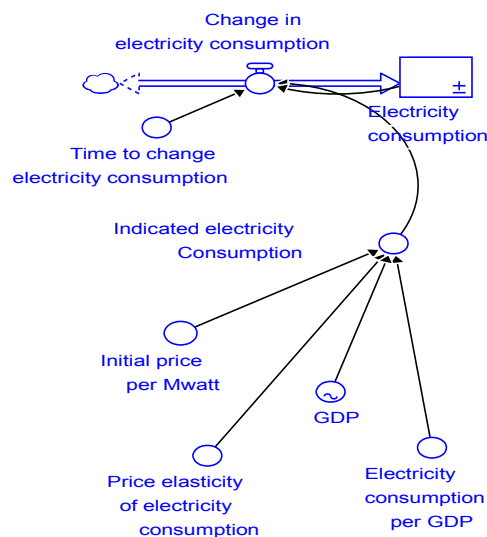 Change in
electricity consumption
Electricity
consumption
Time to change
electricity consumption
Indicated electricity
Consumption
Initial price
per Mwatt
GDP
Price elasticity
of electricity
consumption
Electricity
consumption
per GDP